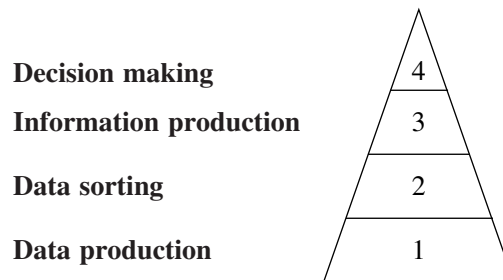 Decision making 4
Information production 3
Data sorting 2
Data production 1